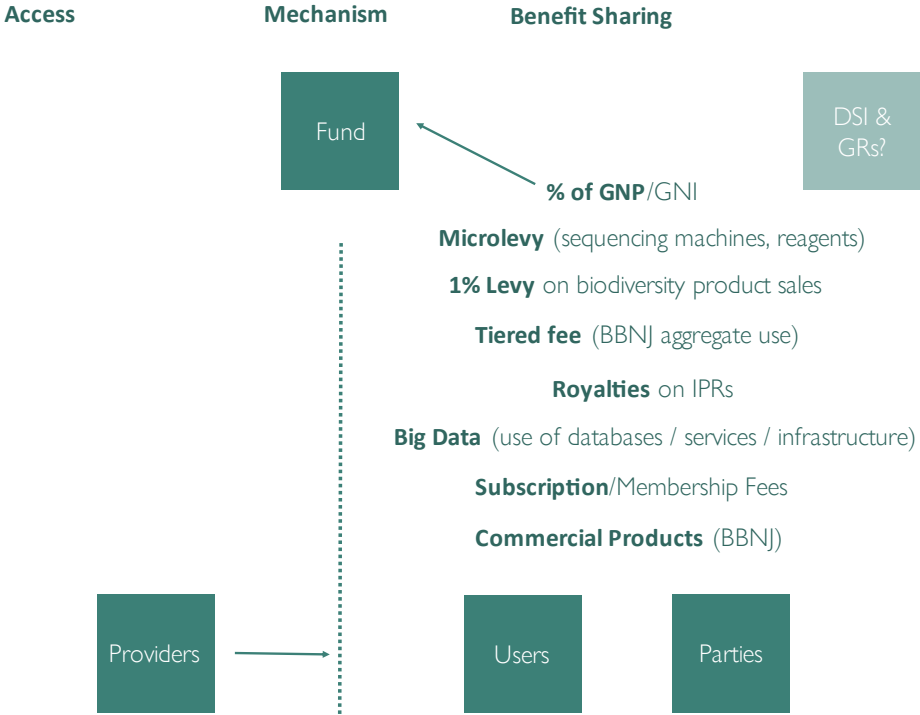 Access
Mechanism
Benefit Sharing
Fund
DSI &
GRs?
% of GNP/GNI
Microlevy (sequencing machines, reagents)
1% Levy on biodiversity product sales
Tiered fee (BBNJ aggregate use)
Royalties on IPRs
Big Data (use of databases / services / infrastructure)
Subscription/Membership Fees
Commercial Products (BBNJ)
Providers
Users
Parties